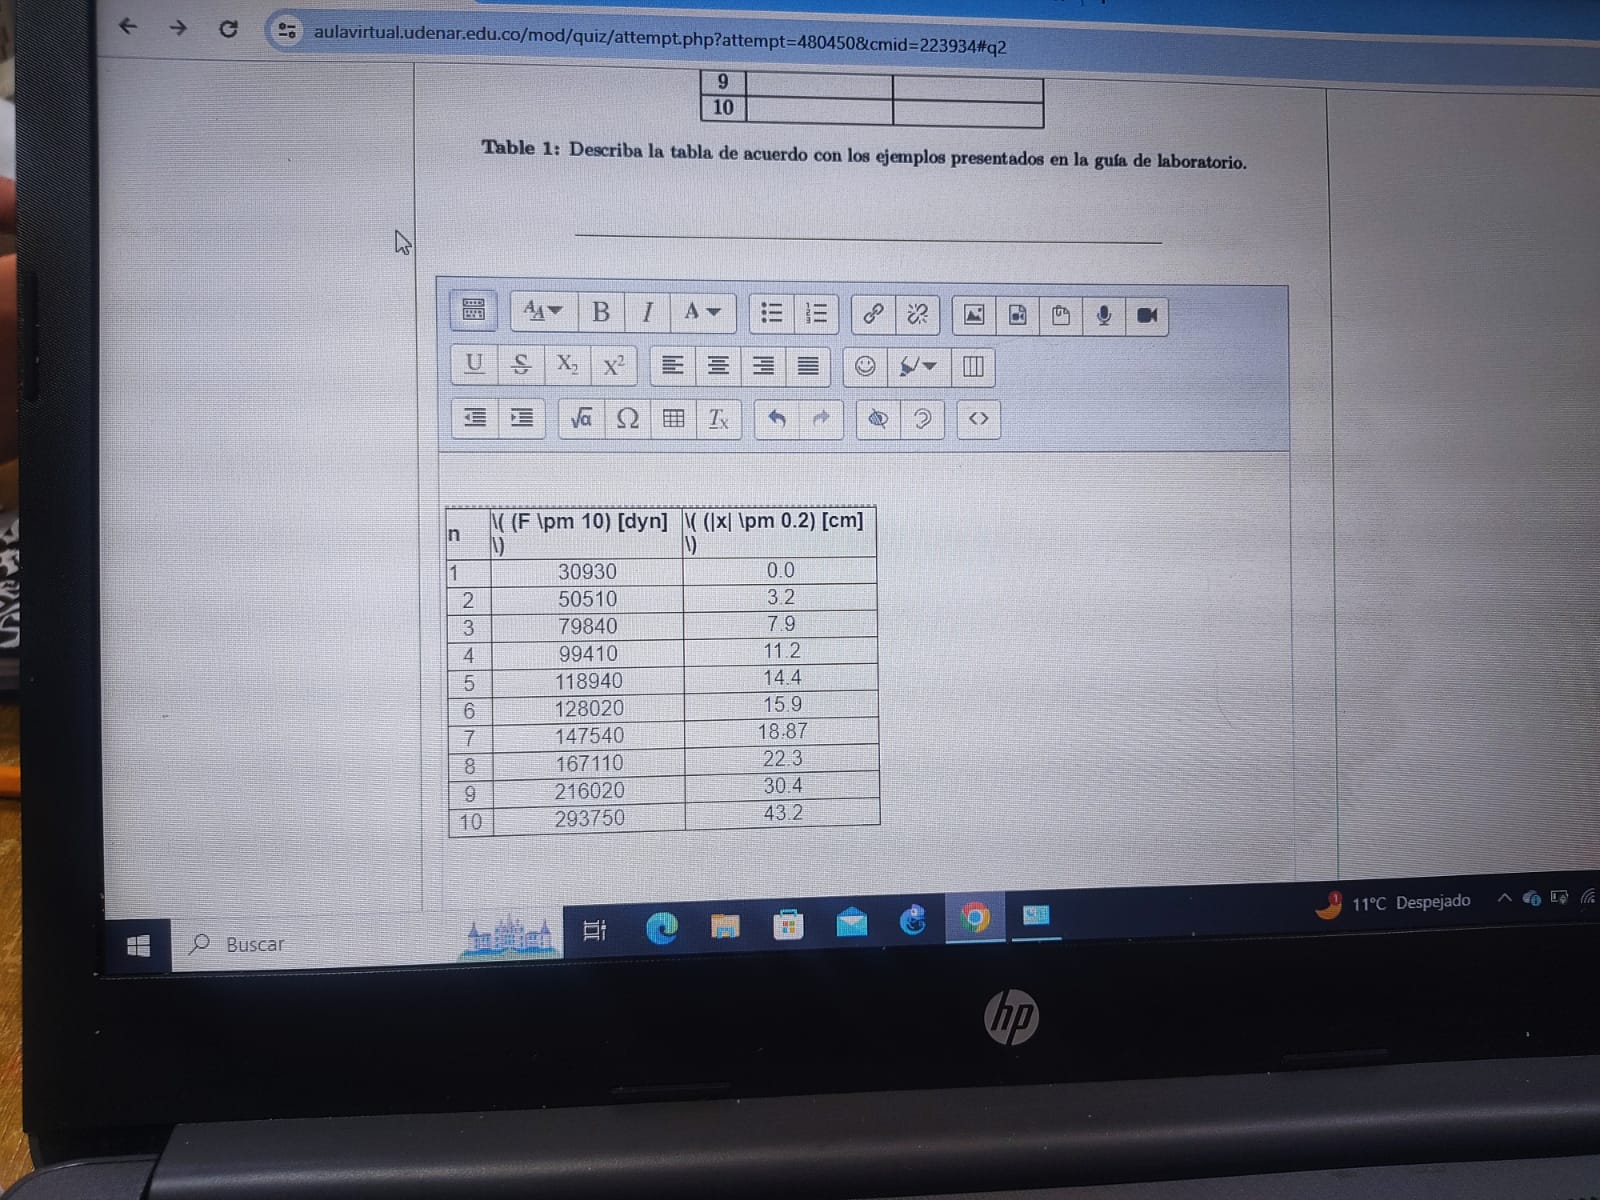 aulavirtual.udenar.edu.co/mod/quiz/attempt.php?attempt=480450&cmid=223934#q2
9
10
Table 1: Describa la tabla de acuerdo con los ejemplos presentados en la guía de laboratorio.
B I A
U S X₂ X²
√α Ω Tx <>
n \( (F \pm 10) [dyn] \) \( (|x| \pm 0.2) [cm] \)
1 30930 0.0
2 50510 3.2
3 79840 7.9
4 99410 11.2
5 118940 14.4
6 128020 15.9
7 147540 18.87
8 167110 22.3
9 216020 30.4
10 293750 43.2
Buscar
1 11°C Despejado
hp